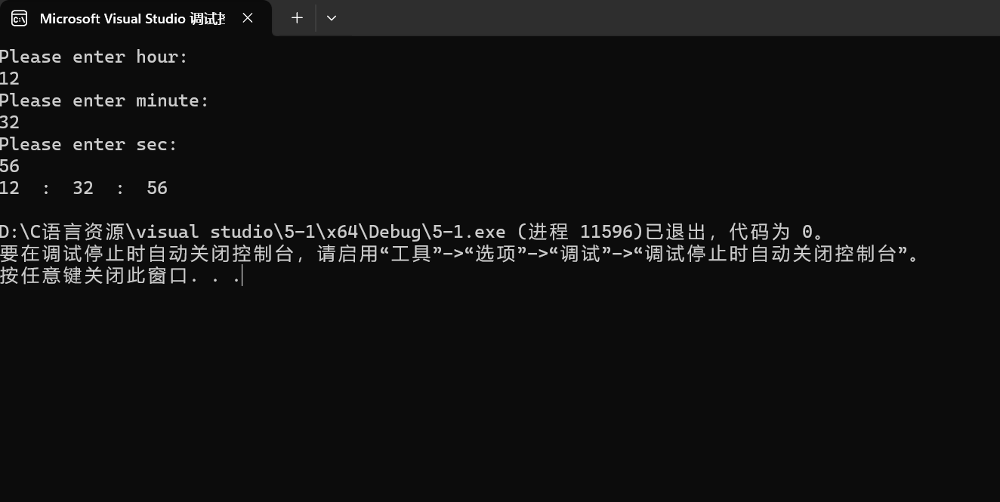 Microsoft Visual Studio 调试
Please enter hour:
12
Please enter minute:
32
Please enter sec:
56
12  :  32  :  56
D:\C语言资源\visual studio\5-1\x64\Debug\5-1.exe (进程 11596)已退出，代码为 0。
要在调试停止时自动关闭控制台，请启用“工具”->“选项”->“调试”->“调试停止时自动关闭控制台”。
按任意键关闭此窗口. . .